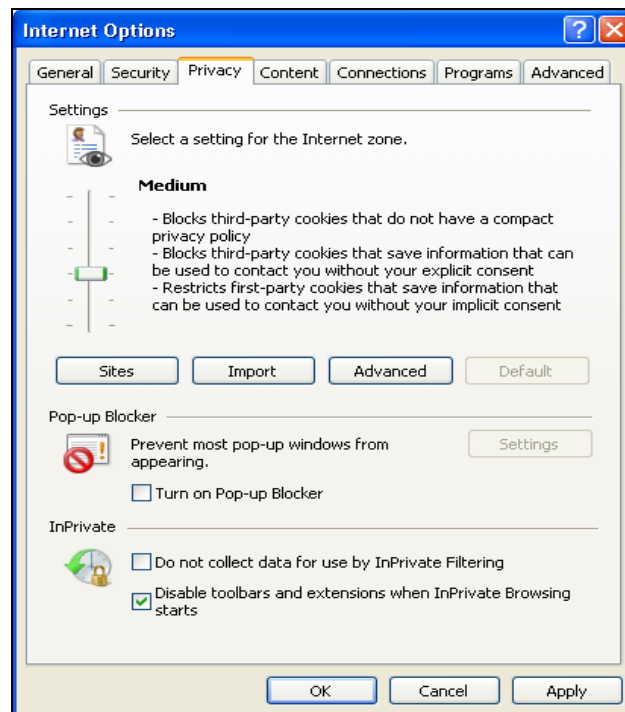 Internet Options
General Security Privacy Content Connections Programs Advanced
Settings
Select a setting for the Internet zone.
Medium
- Blocks third-party cookies that do not have a compact
privacy policy
- Blocks third-party cookies that save information that can
be used to contact you without your explicit consent
- Restricts first-party cookies that save information that
can be used to contact you without your implicit consent
Sites Import Advanced Default
Pop-up Blocker
Prevent most pop-up windows from
appearing.
Settings
Turn on Pop-up Blocker
InPrivate
Do not collect data for use by InPrivate Filtering
Disable toolbars and extensions when InPrivate Browsing
starts
OK Cancel Apply